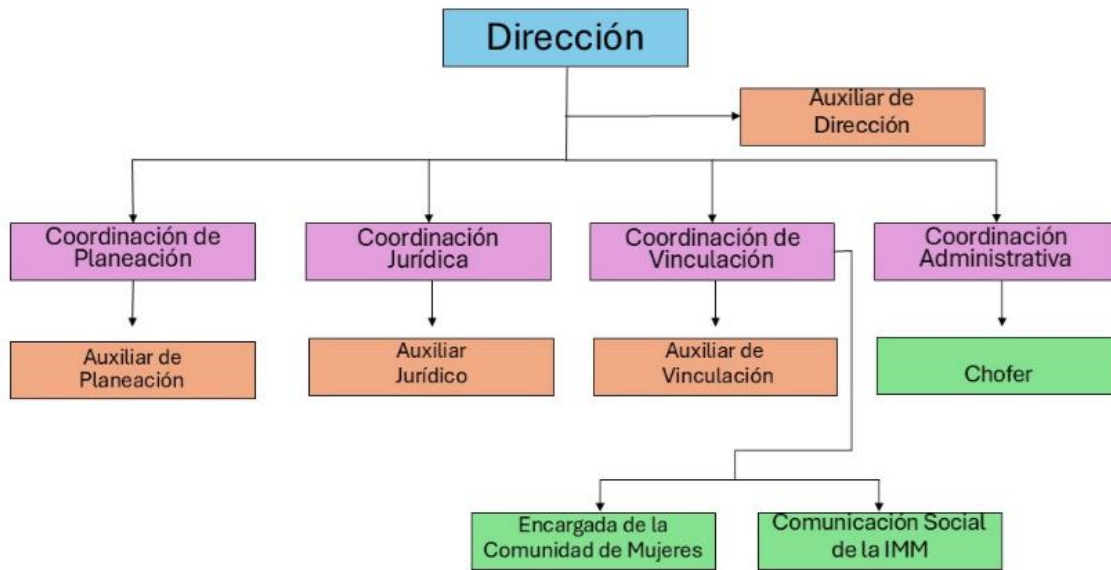 Dirección
Auxiliar de
Dirección
Coordinación de
Planeación
Coordinación
Jurídica
Coordinación de
Vinculación
Coordinación
Administrativa
Auxiliar de
Planeación
Auxiliar
Jurídico
Auxiliar de
Vinculación
Chofer
Encargada de la
Comunidad de Mujeres
Comunicación Social
de la IMM